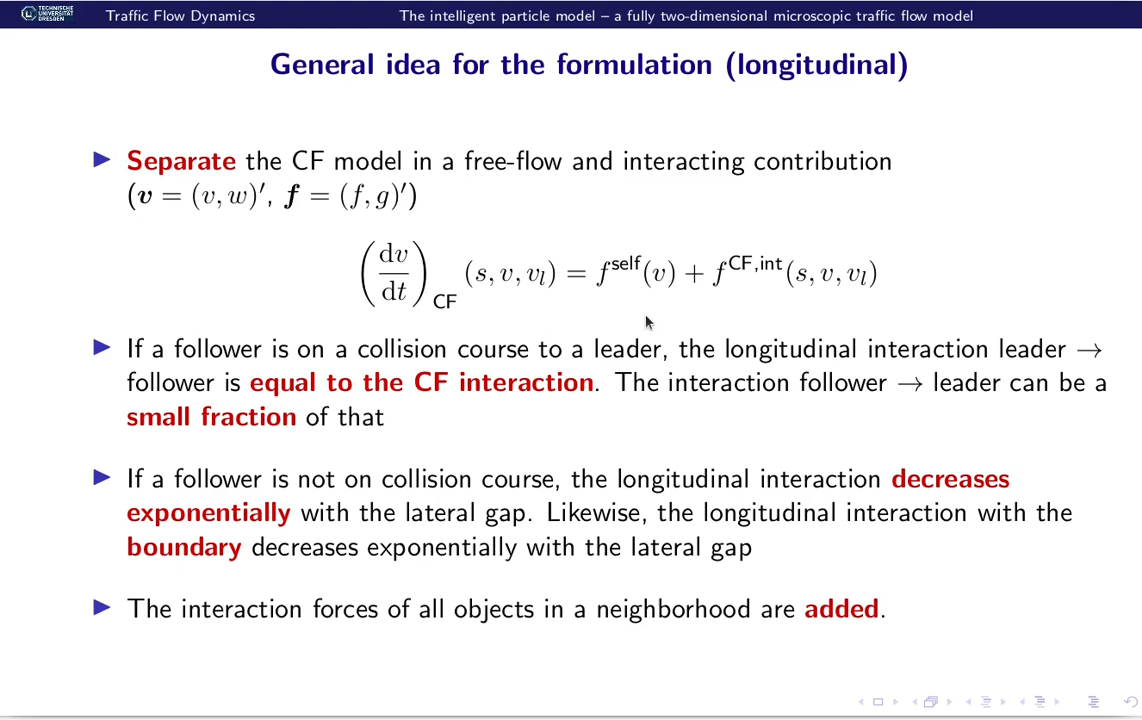 TECHNISCHE
UNIVERSITÄT
DRESDEN
Traffic Flow Dynamics
The intelligent particle model – a fully two-dimensional microscopic traffic flow model
General idea for the formulation (longitudinal)
▶ Separate the CF model in a free-flow and interacting contribution
(v = (v, w)′, f = (f, g)′)
(dv/dt)_CF (s, v, v_l) = f^self(v) + f^CF,int(s, v, v_l)
▶ If a follower is on a collision course to a leader, the longitudinal interaction leader →
follower is equal to the CF interaction. The interaction follower → leader can be a
small fraction of that
▶ If a follower is not on collision course, the longitudinal interaction decreases
exponentially with the lateral gap. Likewise, the longitudinal interaction with the
boundary decreases exponentially with the lateral gap
▶ The interaction forces of all objects in a neighborhood are added.